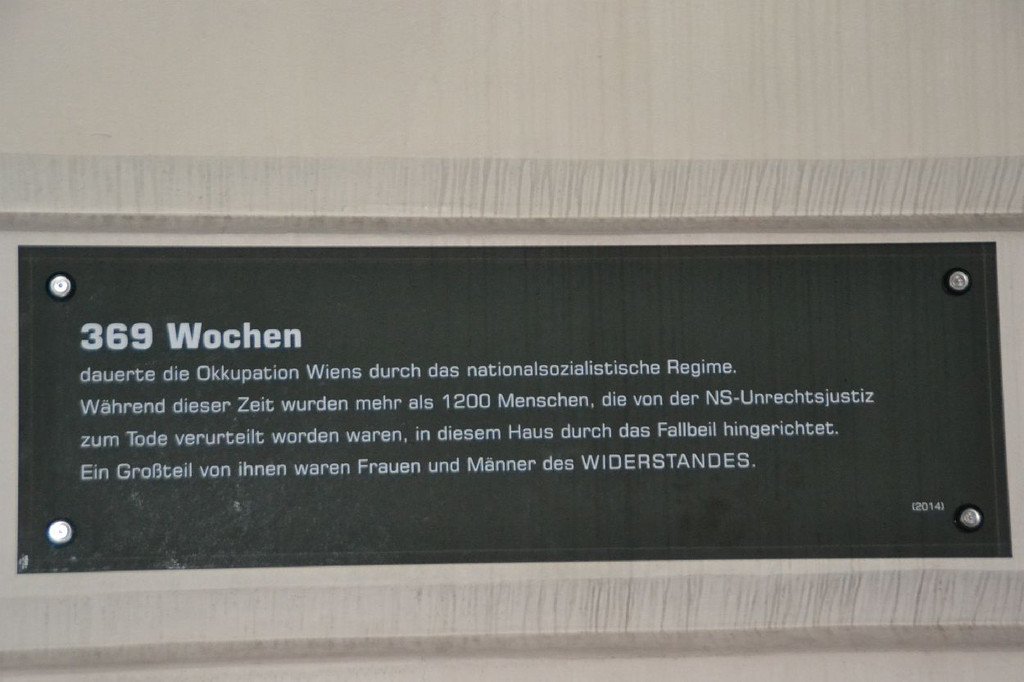 369 Wochen
dauerte die Okkupation Wiens durch das nationalsozialistische Regime.
Während dieser Zeit wurden mehr als 1200 Menschen, die von der NS-Unrechtsjustiz
zum Tode verurteilt worden waren, in diesem Haus durch das Fallbeil hingerichtet.
Ein Großteil von ihnen waren Frauen und Männer des WIDERSTANDES.
(2014)